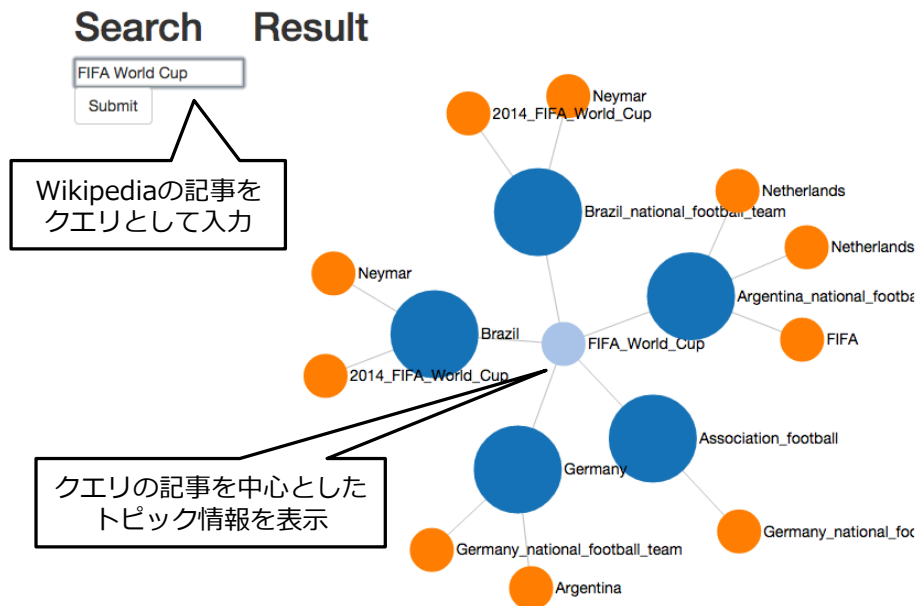 Search Result
FIFA World Cup
Submit
Wikipediaの記事を
クエリとして入力
Neymar
2014_FIFA_World_Cup
Netherlands
Brazil_national_football_team
Netherlands
Neymar
Argentina_national_footba
Brazil
FIFA
FIFA_World_Cup
2014_FIFA_World_Cup
Association_football
Germany
クエリの記事を中心とした
トピック情報を表示
Germany_national_foo
Germany_national_football_team
Argentina